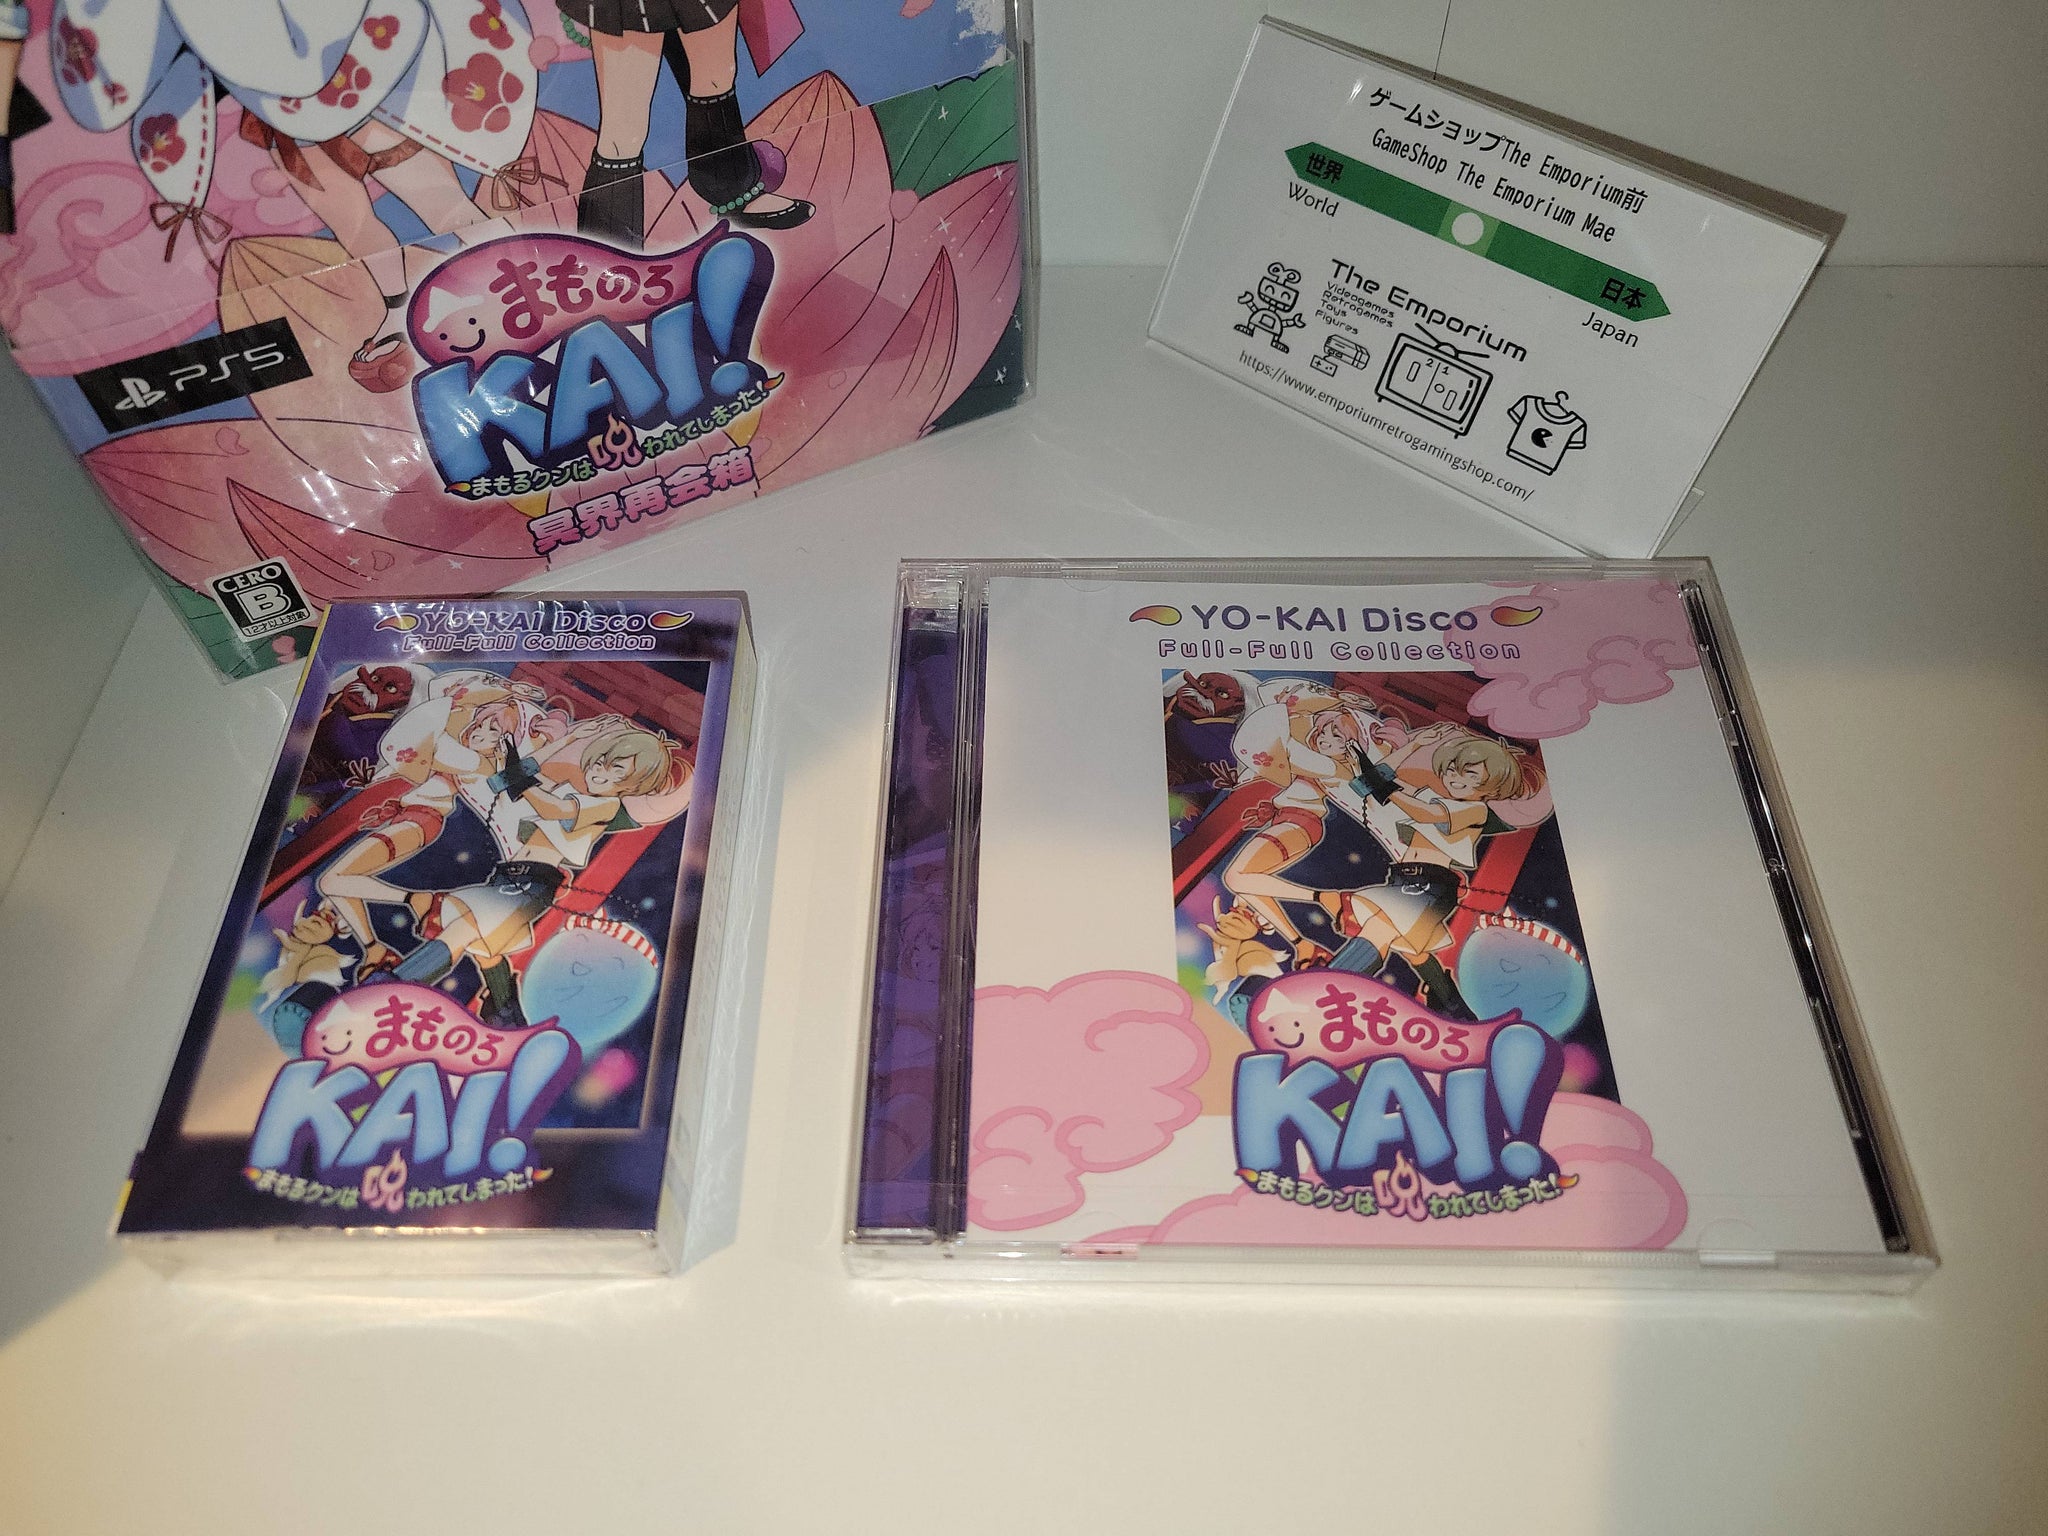 まものろ
KAI!
まもるクンは呪われてしまった!
冥界再会箱
PS5
CERO
B
12才以上対象
ゲームショップThe Emporium前
GameShop The Emporium Mae
世界
World
日本
Japan
The Emporium
Videogames
Retrogames
Toys
Figures
2 1
https://www.emporiumretrogamingshop.com/
YO-KAI Disco
Full-Full Collection
まものろ
KAI!
まもるクンは呪われてしまった!
YO-KAI Disco
Full-Full Collection
まものろ
KAI!
まもるクンは呪われてしまった!